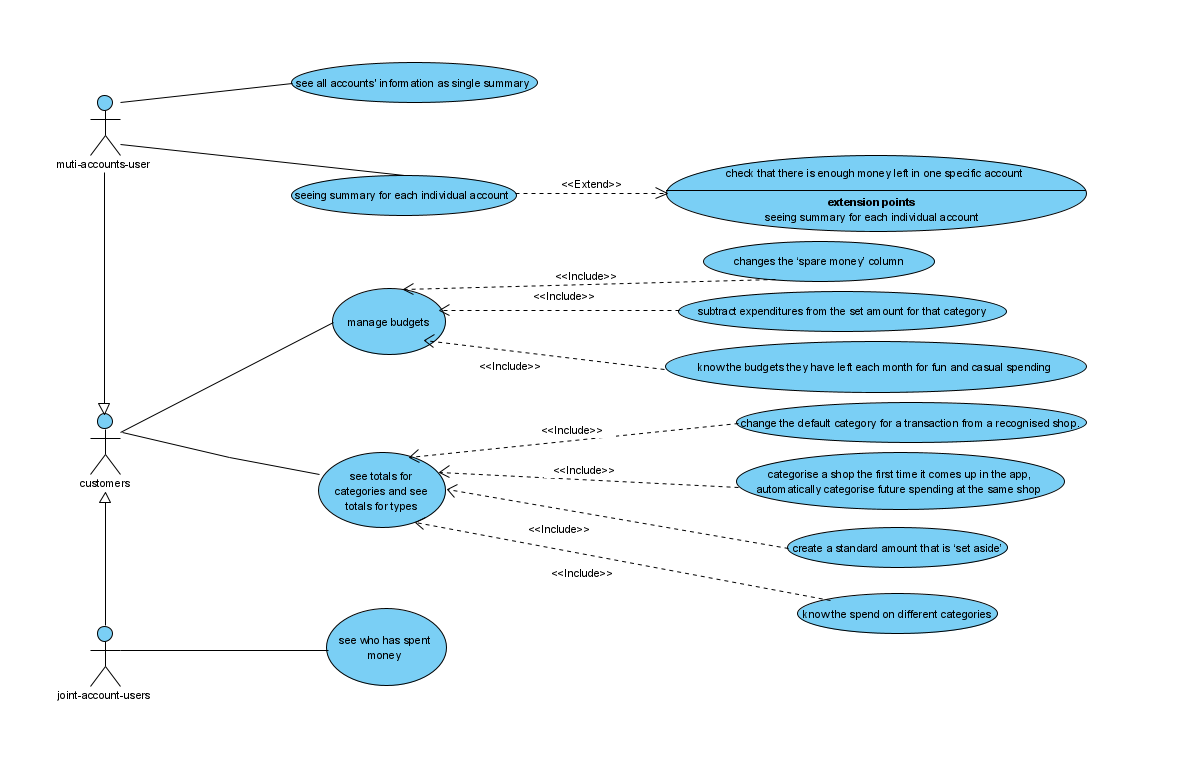 see all accounts' information as single summary
muti-accounts-user
seeing summary for each individual account
<<Extend>>
check that there is enough money left in one specific account
extension points
seeing summary for each individual account
changes the ‘spare money’ column
<<Include>>
<<Include>>
manage budgets
subtract expenditures from the set amount for that category
<<Include>>
know the budgets they have left each month for fun and casual spending
customers
<<Include>>
change the default category for a transaction from a recognised shop.
see totals for
categories and see
totals for types
<<Include>>
categorise a shop the first time it comes up in the app,
automatically categorise future spending at the same shop
<<Include>>
create a standard amount that is ‘set aside’
<<Include>>
know the spend on different categories
see who has spent
money
joint-account-users